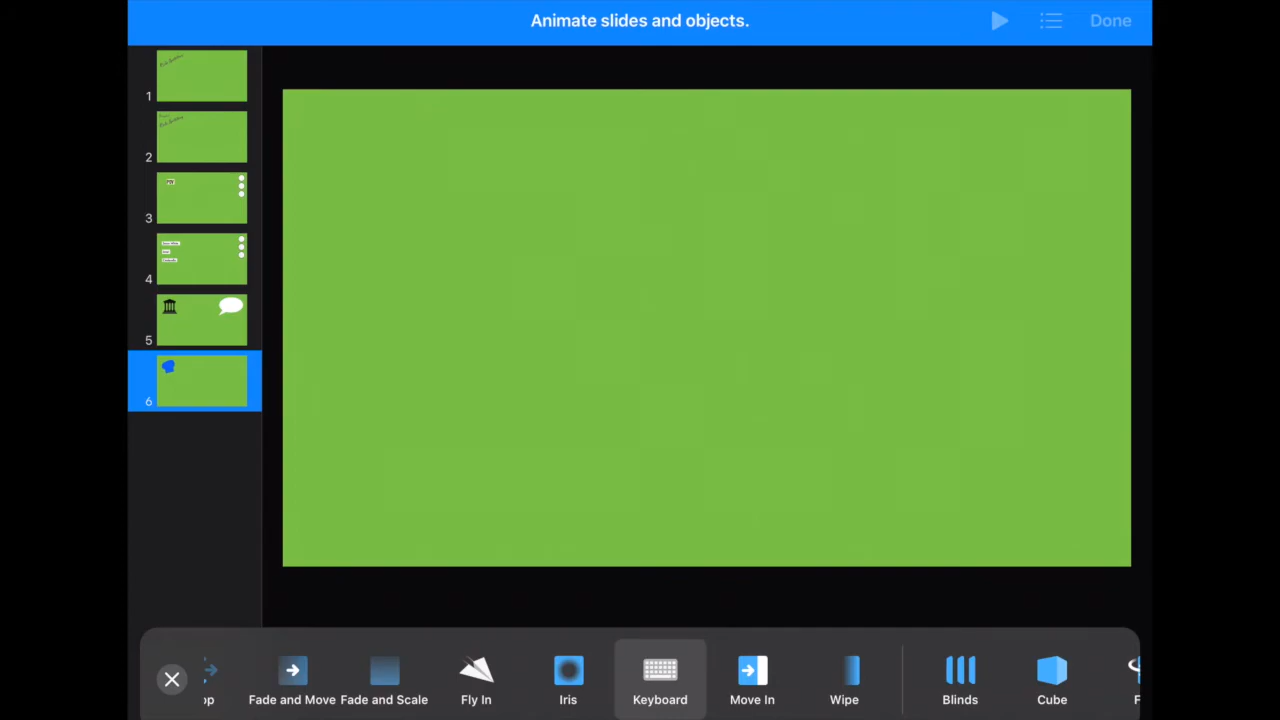 Animate slides and objects.
Done
1
2
3
4
5
6
op
Fade and Move
Fade and Scale
Fly In
Iris
Keyboard
Move In
Wipe
Blinds
Cube
F